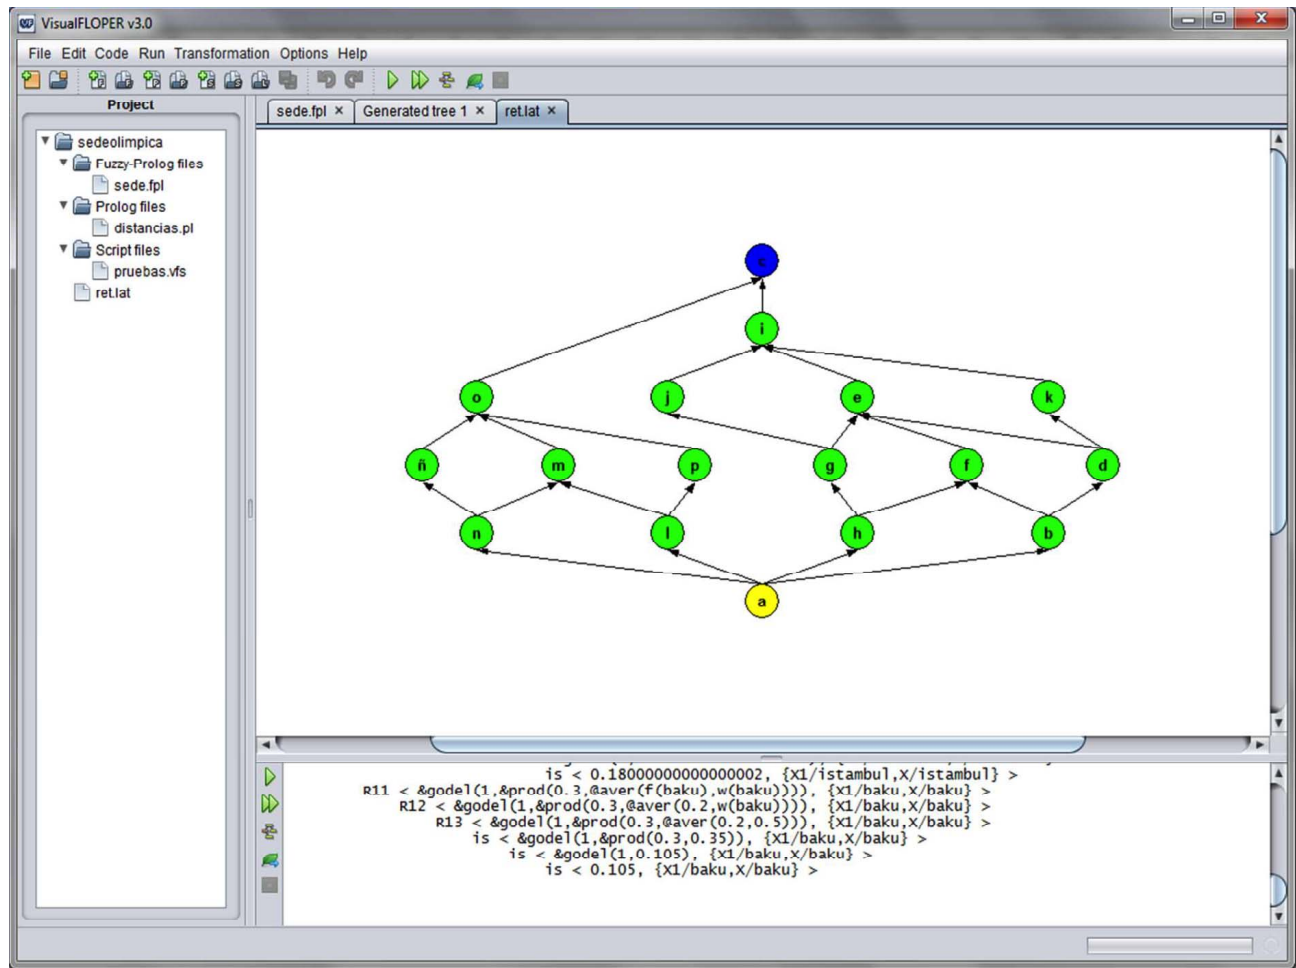 VisualFLOPER v3.0
File Edit Code Run Transformation Options Help
Project
sede.fpl × Generated tree 1 × ret.lat ×
sedeolimpica
Fuzzy-Prolog files
sede.fpl
Prolog files
distancias.pl
Script files
pruebas.vfs
ret.lat
c
i
o j e k
ñ m p g f d
n l h b
a
is < 0.18000000000000002, {X1/istambul,X/istambul} >
R11 < &godel(1,&prod(0.3,@aver(f(baku),w(baku)))), {X1/baku,X/baku} >
R12 < &godel(1,&prod(0.3,@aver(0.2,w(baku)))), {X1/baku,X/baku} >
R13 < &godel(1,&prod(0.3,@aver(0.2,0.5))), {X1/baku,X/baku} >
is < &godel(1,&prod(0.3,0.35)), {X1/baku,X/baku} >
is < &godel(1,0.105), {X1/baku,X/baku} >
is < 0.105, {X1/baku,X/baku} >